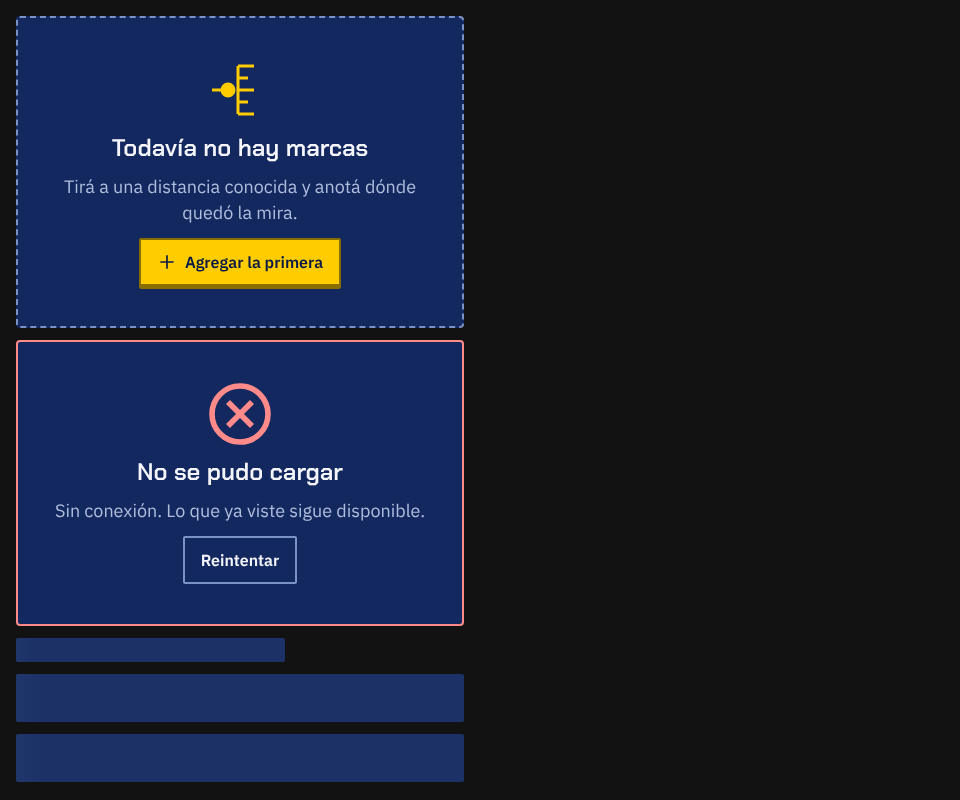 Todavía no hay marcas
Tirá a una distancia conocida y anotá dónde
quedó la mira.
Agregar la primera
No se pudo cargar
Sin conexión. Lo que ya viste sigue disponible.
Reintentar